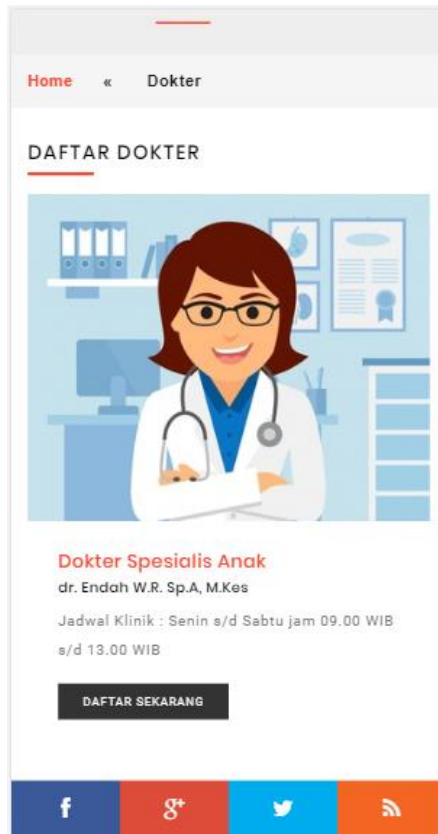 Home « Dokter
DAFTAR DOKTER
Dokter Spesialis Anak
dr. Endah W.R. Sp.A, M.Kes
Jadwal Klinik : Senin s/d Sabtu jam 09.00 WIB
s/d 13.00 WIB
DAFTAR SEKARANG